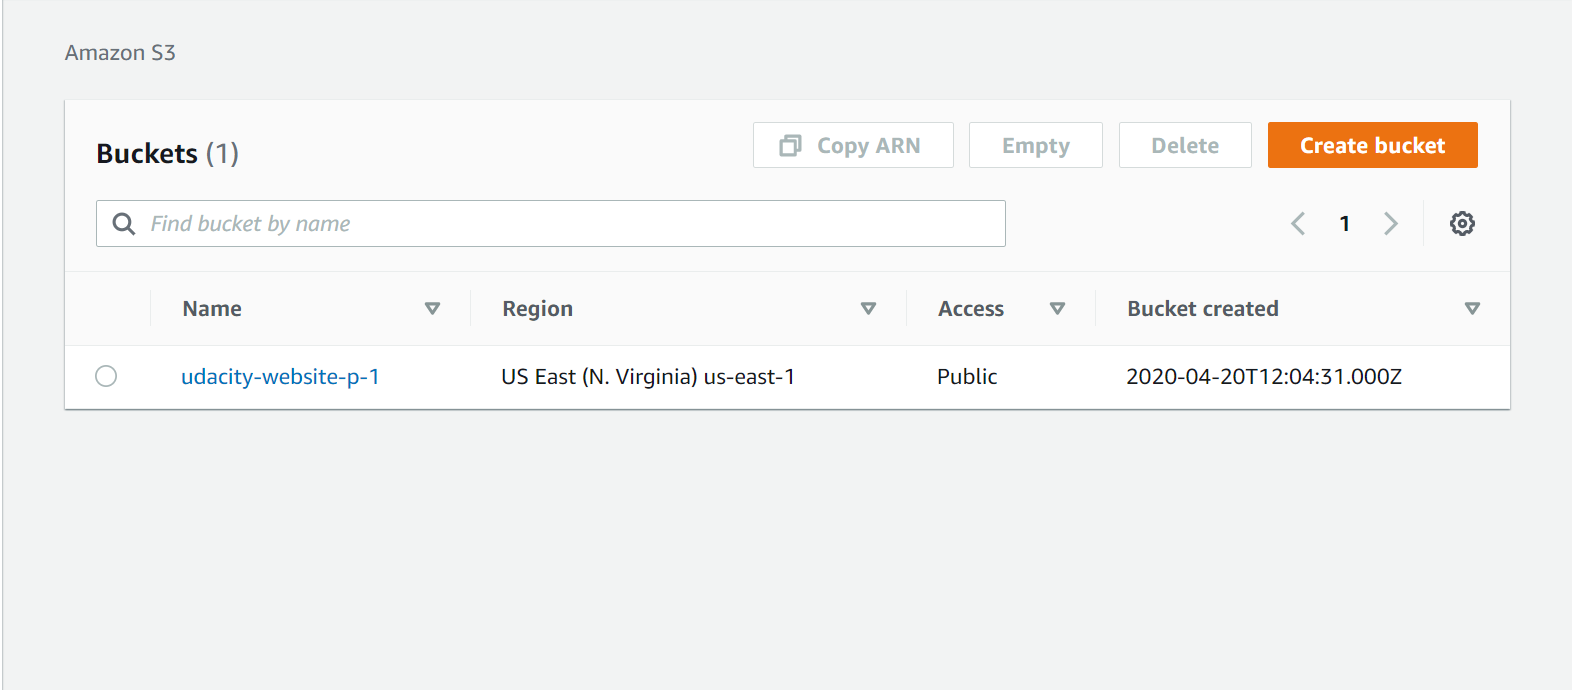 Amazon S3
Buckets (1)
Copy ARN
Empty
Delete
Create bucket
Find bucket by name
1
Name Region Access Bucket created
udacity-website-p-1 US East (N. Virginia) us-east-1 Public 2020-04-20T12:04:31.000Z